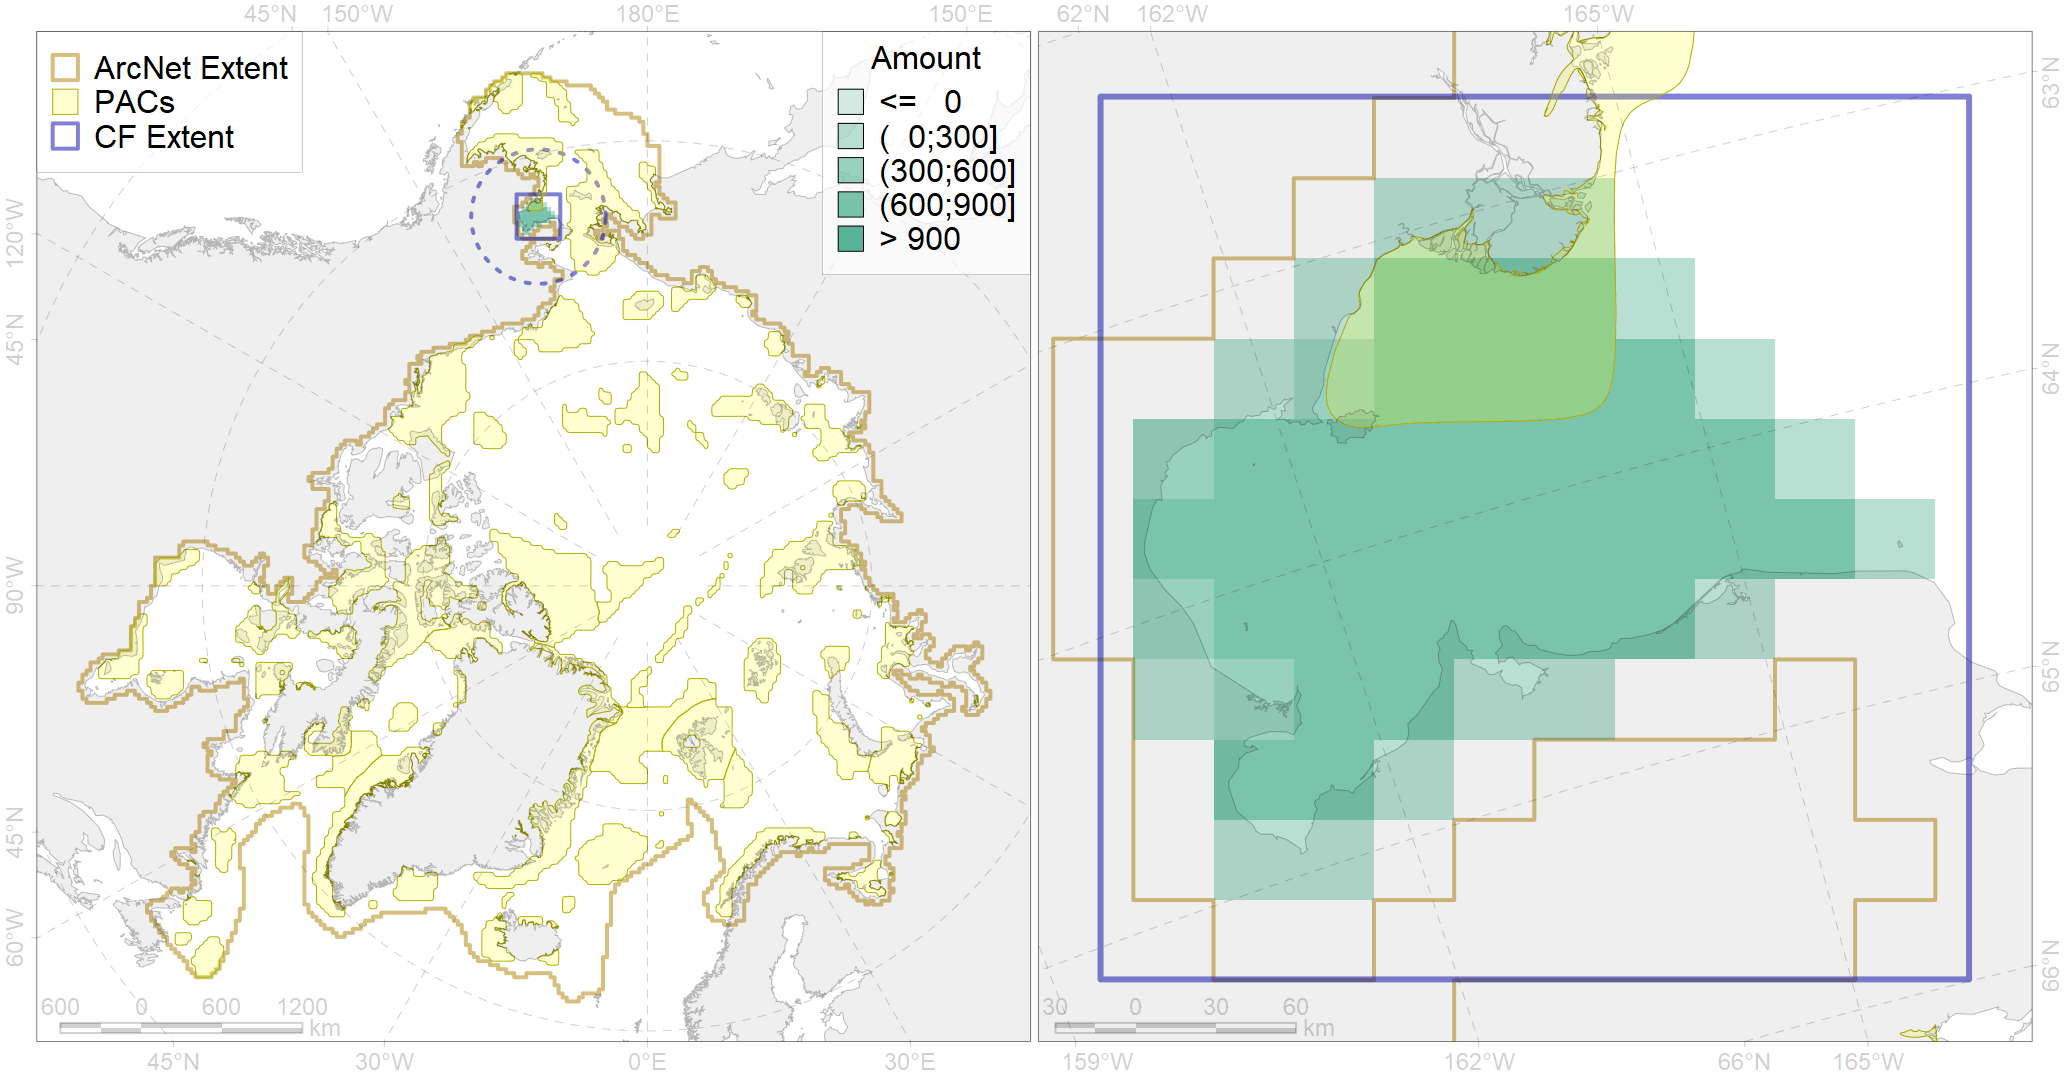 45°N 150°W 180°E 150°E 62°N 162°W 165°W
ArcNet Extent
PACs
CF Extent
Amount
<= 0
( 0;300]
(300;600]
(600;900]
> 900
120°W
45°N
90°W
45°N
60°W
63°N
64°N
65°N
66°N
600 0 600 1200
km
30 0 30 60
km
45°N 30°W 0°E 30°E 159°W 162°W 66°N 165°W